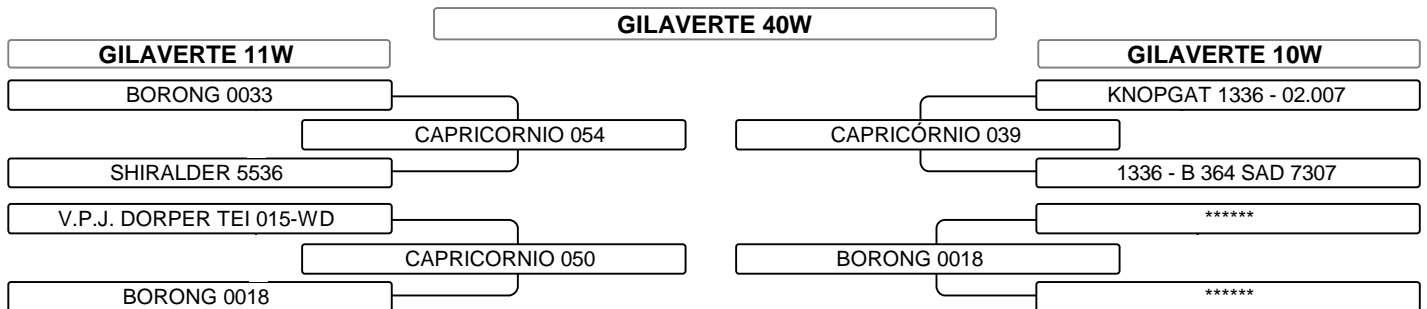 GILAVERTE 40W
GILAVERTE 11W
GILAVERTE 10W
BORONG 0033
KNOPGAT 1336 - 02.007
CAPRICORNIO 054
CAPRICÓRNIO 039
SHIRALDER 5536
1336 - B 364 SAD 7307
V.P.J. DORPER TEI 015-WD
******
CAPRICORNIO 050
BORONG 0018
BORONG 0018
******